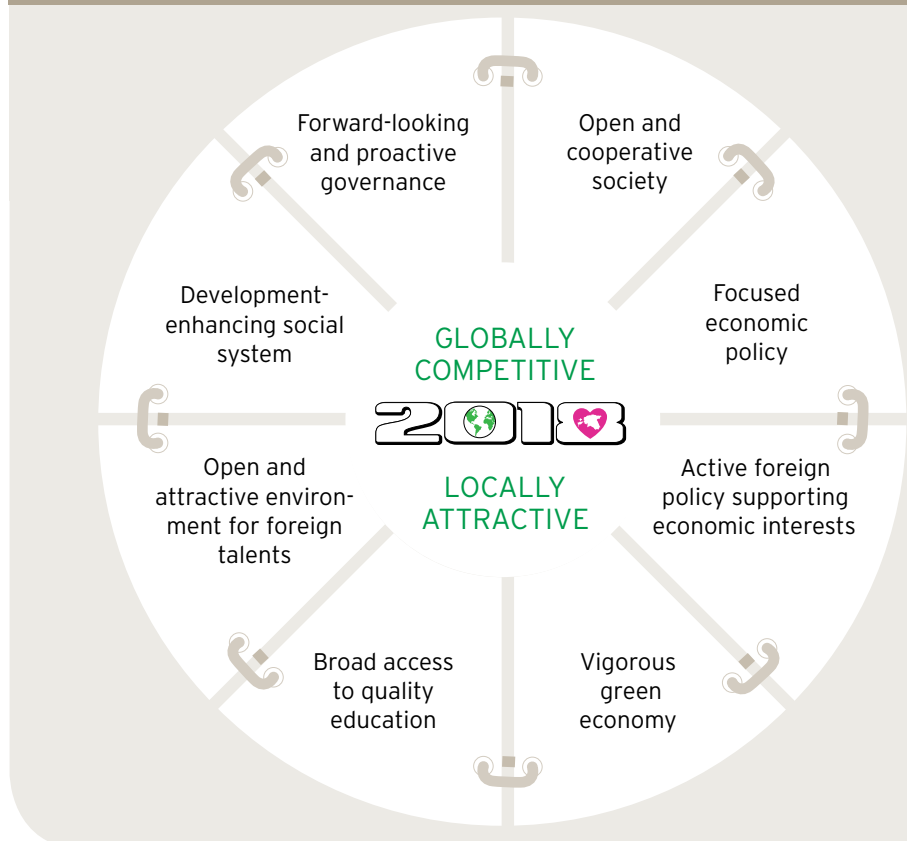 Forward-looking
and proactive
governance
Open and
cooperative
society
Focused
economic
policy
Active foreign
policy supporting
economic interests
Vigorous
green
economy
Broad access
to quality
education
Open and
attractive environ-
ment for foreign
talents
Development-
enhancing social
system
GLOBALLY
COMPETITIVE
2018
LOCALLY
ATTRACTIVE